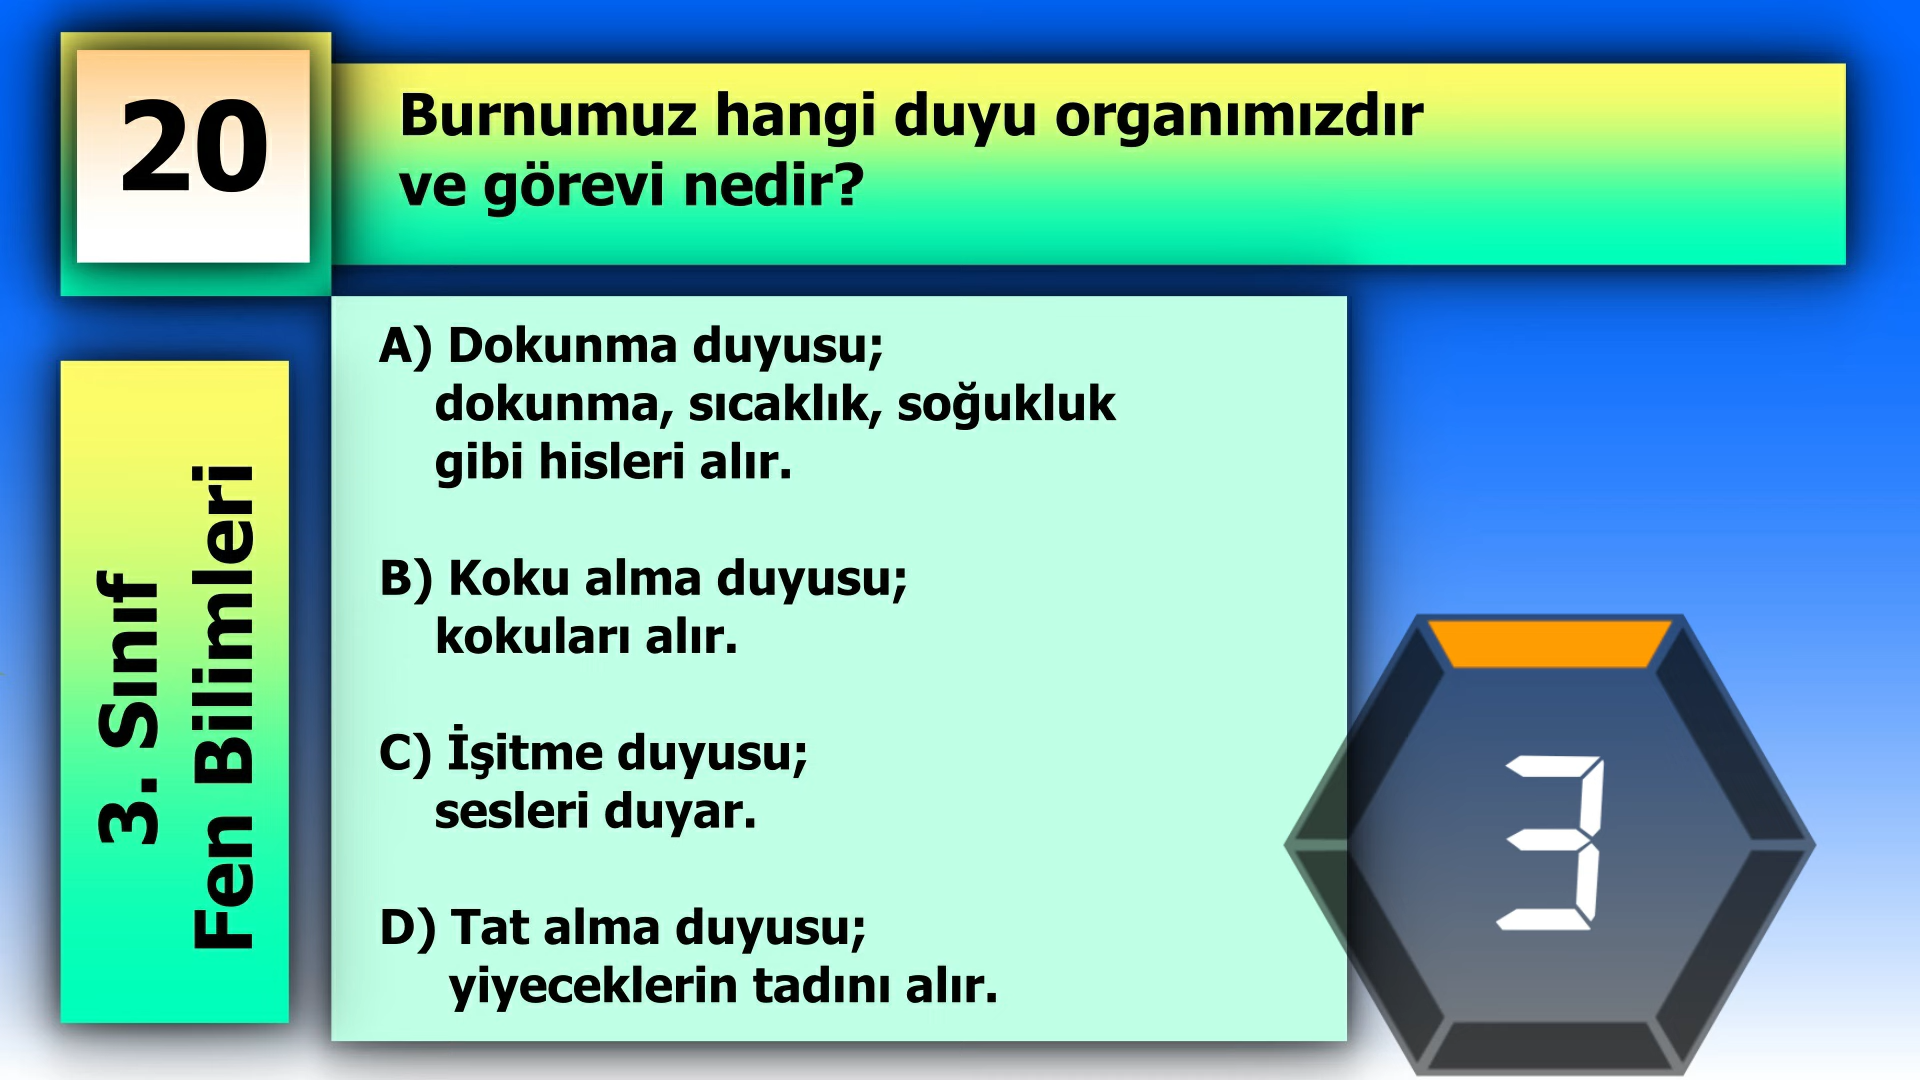 20
Burnumuz hangi duyu organımızdır
ve görevi nedir?
3. Sınıf
Fen Bilimleri
A) Dokunma duyusu;
dokunma, sıcaklık, soğukluk
gibi hisleri alır.
B) Koku alma duyusu;
kokuları alır.
C) İşitme duyusu;
sesleri duyar.
D) Tat alma duyusu;
yiyeceklerin tadını alır.
3